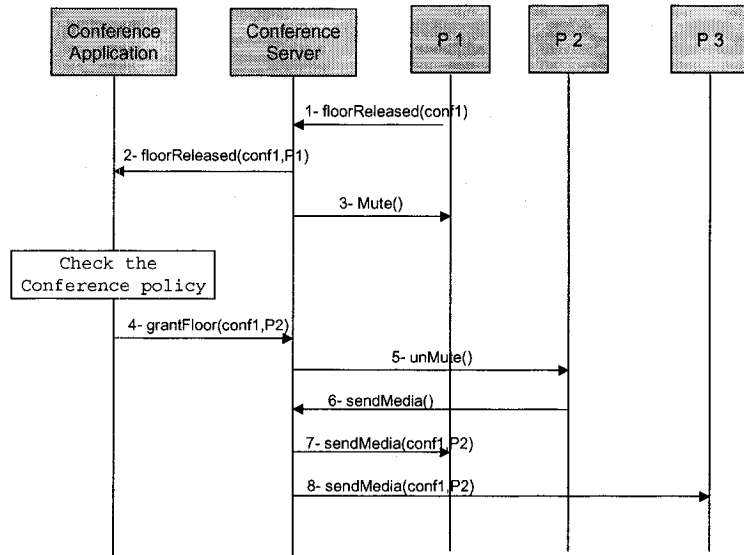 Conference
Application
Conference
Server
P 1
P 2
P 3
1- floorReleased(conf1)
2- floorReleased(conf1,P1)
3- Mute()
Check the
Conference policy
4- grantFloor(conf1,P2)
5- unMute()
6- sendMedia()
7- sendMedia(conf1,P2)
8- sendMedia(conf1,P2)